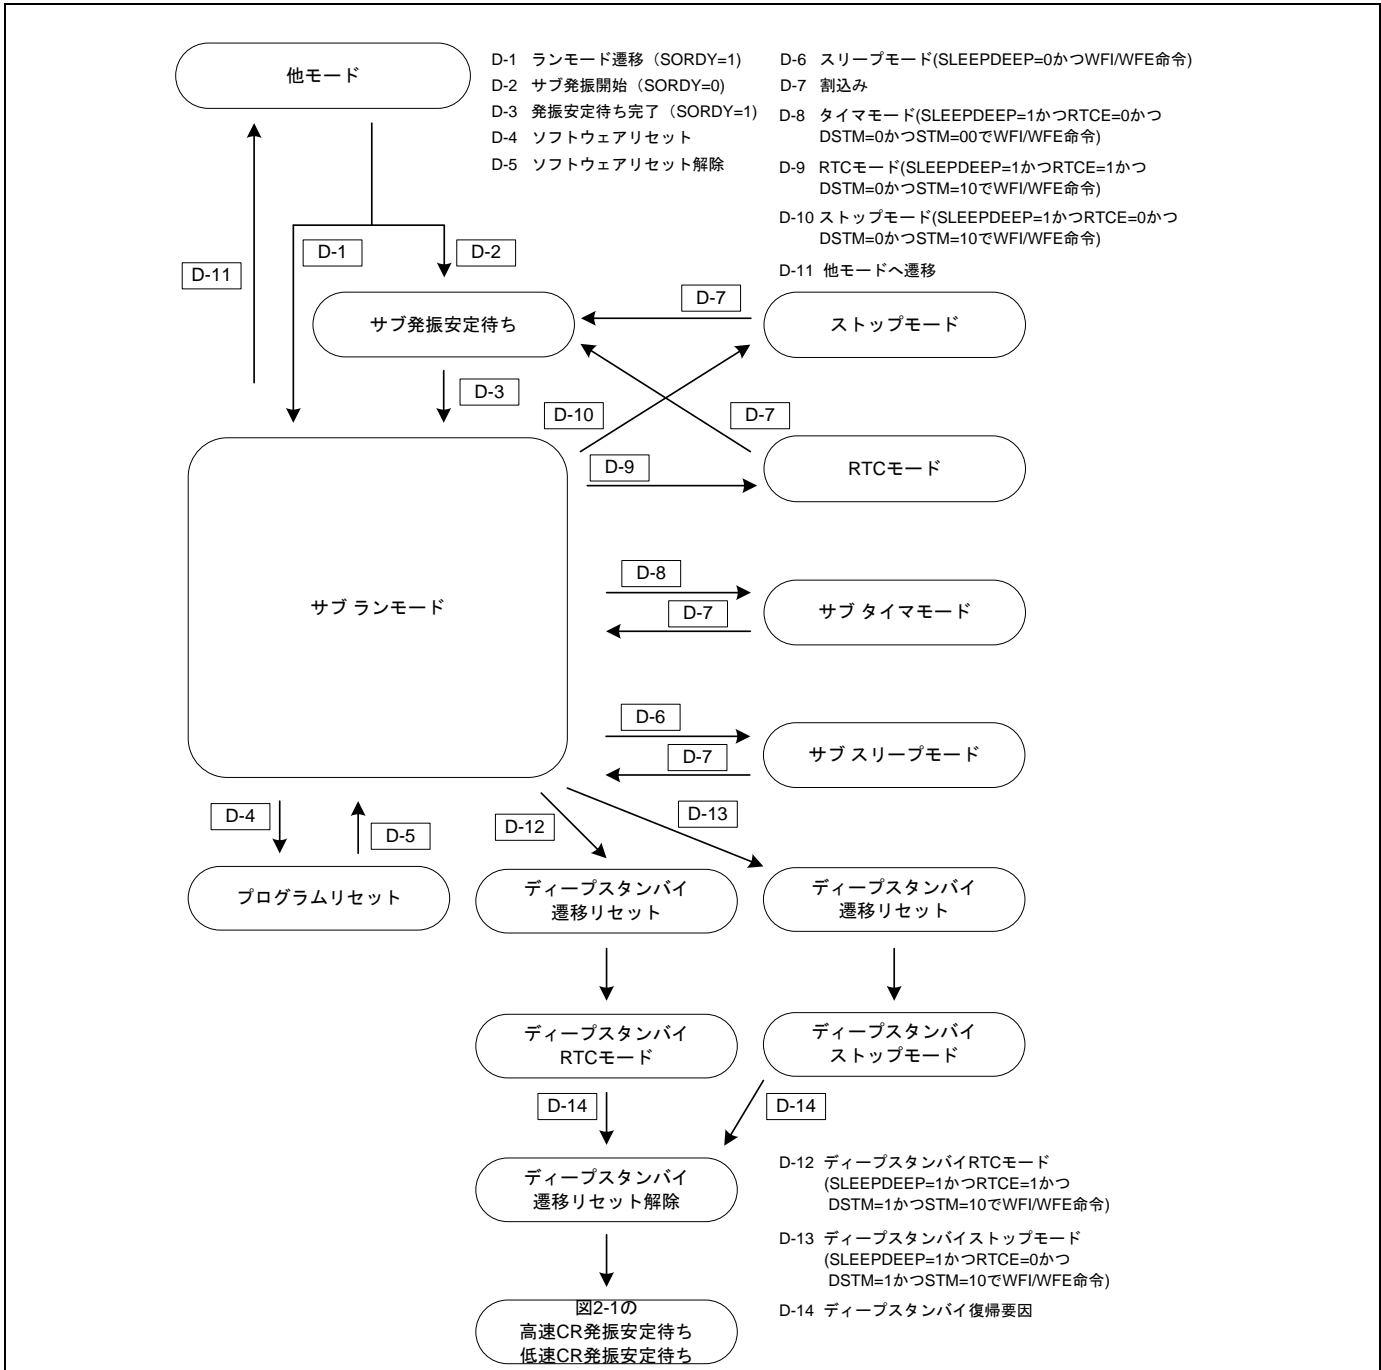 他モード
D-1 ランモード遷移（SORDY=1)
D-2 サブ発振開始（SORDY=0)
D-3 発振安定待ち完了（SORDY=1)
D-4 ソフトウェアリセット
D-5 ソフトウェアリセット解除
D-6 スリープモード(SLEEPDEEP=0かつWFI/WFE命令)
D-7 割込み
D-8 タイマモード(SLEEPDEEP=1かつRTCE=0かつ
DSTM=0かつSTM=00でWFI/WFE命令)
D-9 RTCモード(SLEEPDEEP=1かつRTCE=1かつ
DSTM=0かつSTM=10でWFI/WFE命令)
D-10 ストップモード(SLEEPDEEP=1かつRTCE=0かつ
DSTM=0かつSTM=10でWFI/WFE命令)
D-11 他モードへ遷移
D-11
D-1
D-2
D-7
サブ発振安定待ち
ストップモード
D-3
D-10
D-7
D-9
RTCモード
サブ ランモード
D-8
D-7
サブ タイマモード
D-6
D-7
サブ スリープモード
D-4
D-5
D-12
D-13
プログラムリセット
ディープスタンバイ
遷移リセット
ディープスタンバイ
遷移リセット
ディープスタンバイ
RTCモード
ディープスタンバイ
ストップモード
D-14
D-14
ディープスタンバイ
遷移リセット解除
D-12 ディープスタンバイRTCモード
(SLEEPDEEP=1かつRTCE=1かつ
DSTM=1かつSTM=10でWFI/WFE命令)
D-13 ディープスタンバイストップモード
(SLEEPDEEP=1かつRTCE=0かつ
DSTM=1かつSTM=10でWFI/WFE命令)
D-14 ディープスタンバイ復帰要因
図2-1の
高速CR発振安定待ち
低速CR発振安定待ち